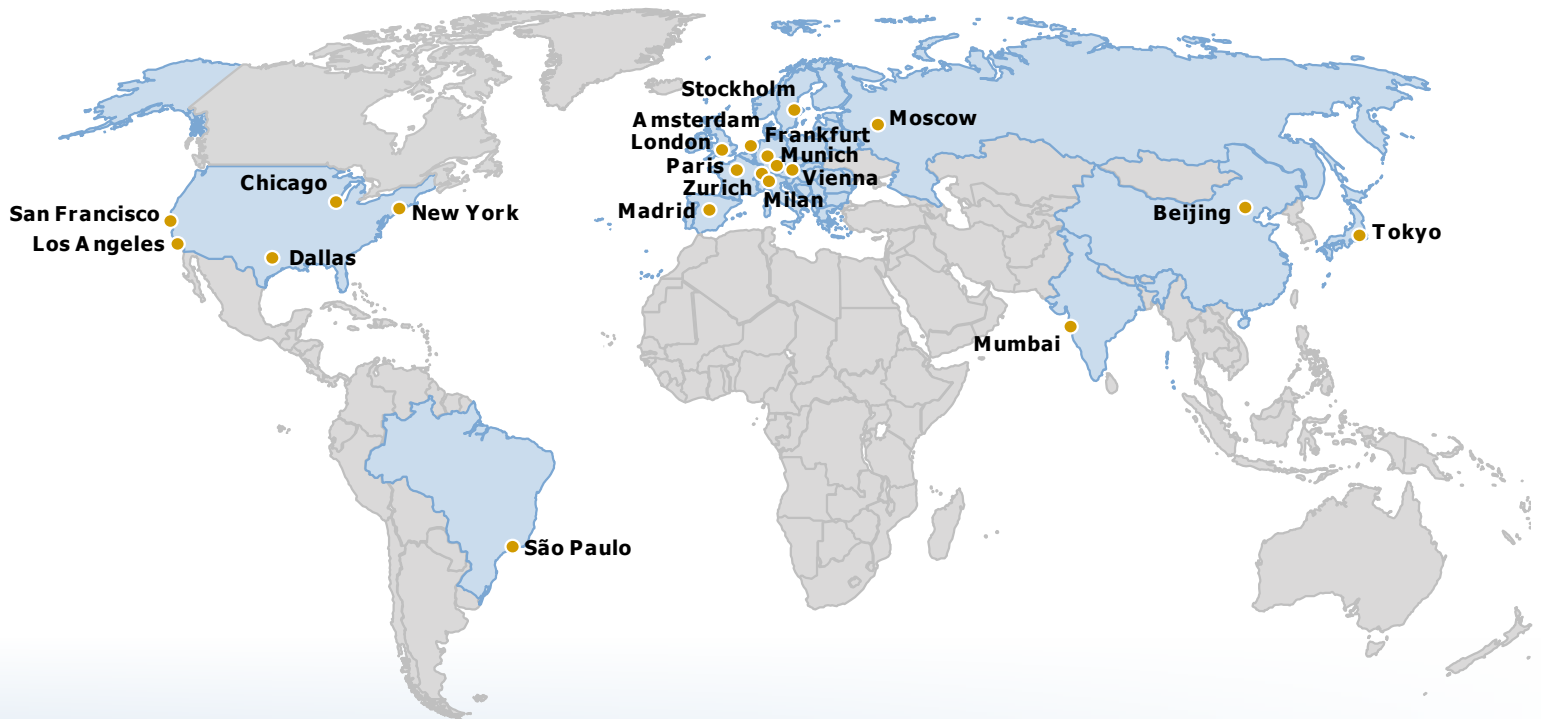 Stockholm
Amsterdam
Moscow
London
Frankfurt
Paris
Munich
Zurich
Vienna
Milan
Madrid
Chicago
New York
San Francisco
Los Angeles
Dallas
Beijing
Tokyo
Mumbai
São Paulo